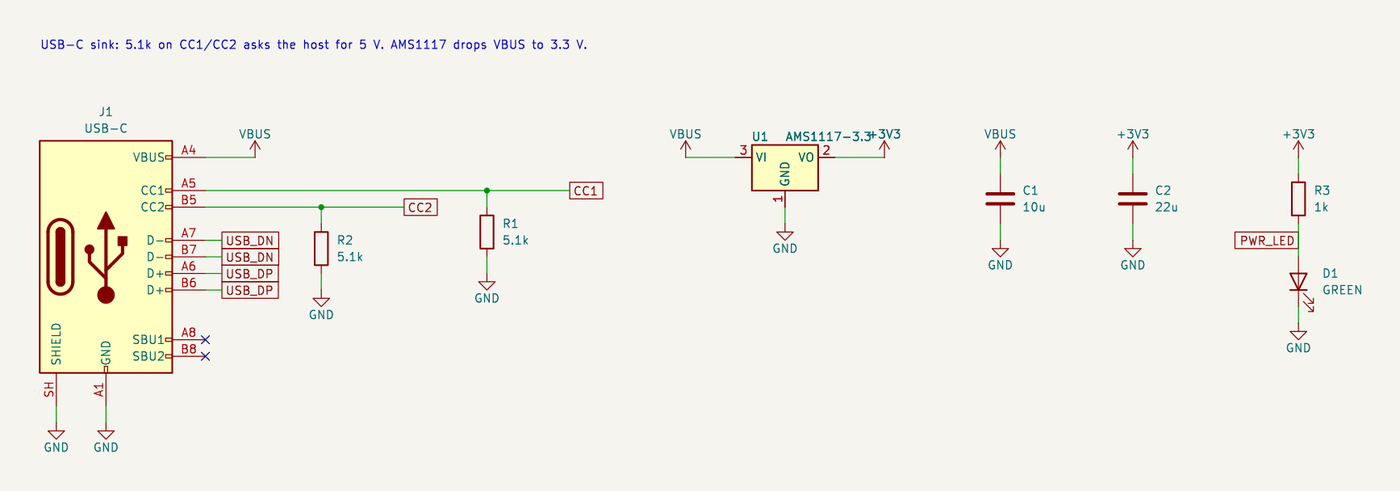 USB-C sink: 5.1k on CC1/CC2 asks the host for 5 V. AMS1117 drops VBUS to 3.3 V.
J1
USB-C
VBUS A4
VBUS
CC1 A5
CC1
CC2 B5
CC2
D- A7 USB_DN
D- B7 USB_DN
D+ A6 USB_DP
D+ B6 USB_DP
SBU1 A8
SBU2 B8
SHIELD
GND
SH
A1
GND
GND
R2
5.1k
GND
R1
5.1k
GND
VBUS
U1 AMS1117-3.3
+3V3
3 VI VO 2
GND
1
GND
VBUS
C1
10u
GND
+3V3
C2
22u
GND
+3V3
R3
1k
PWR_LED
D1
GREEN
GND